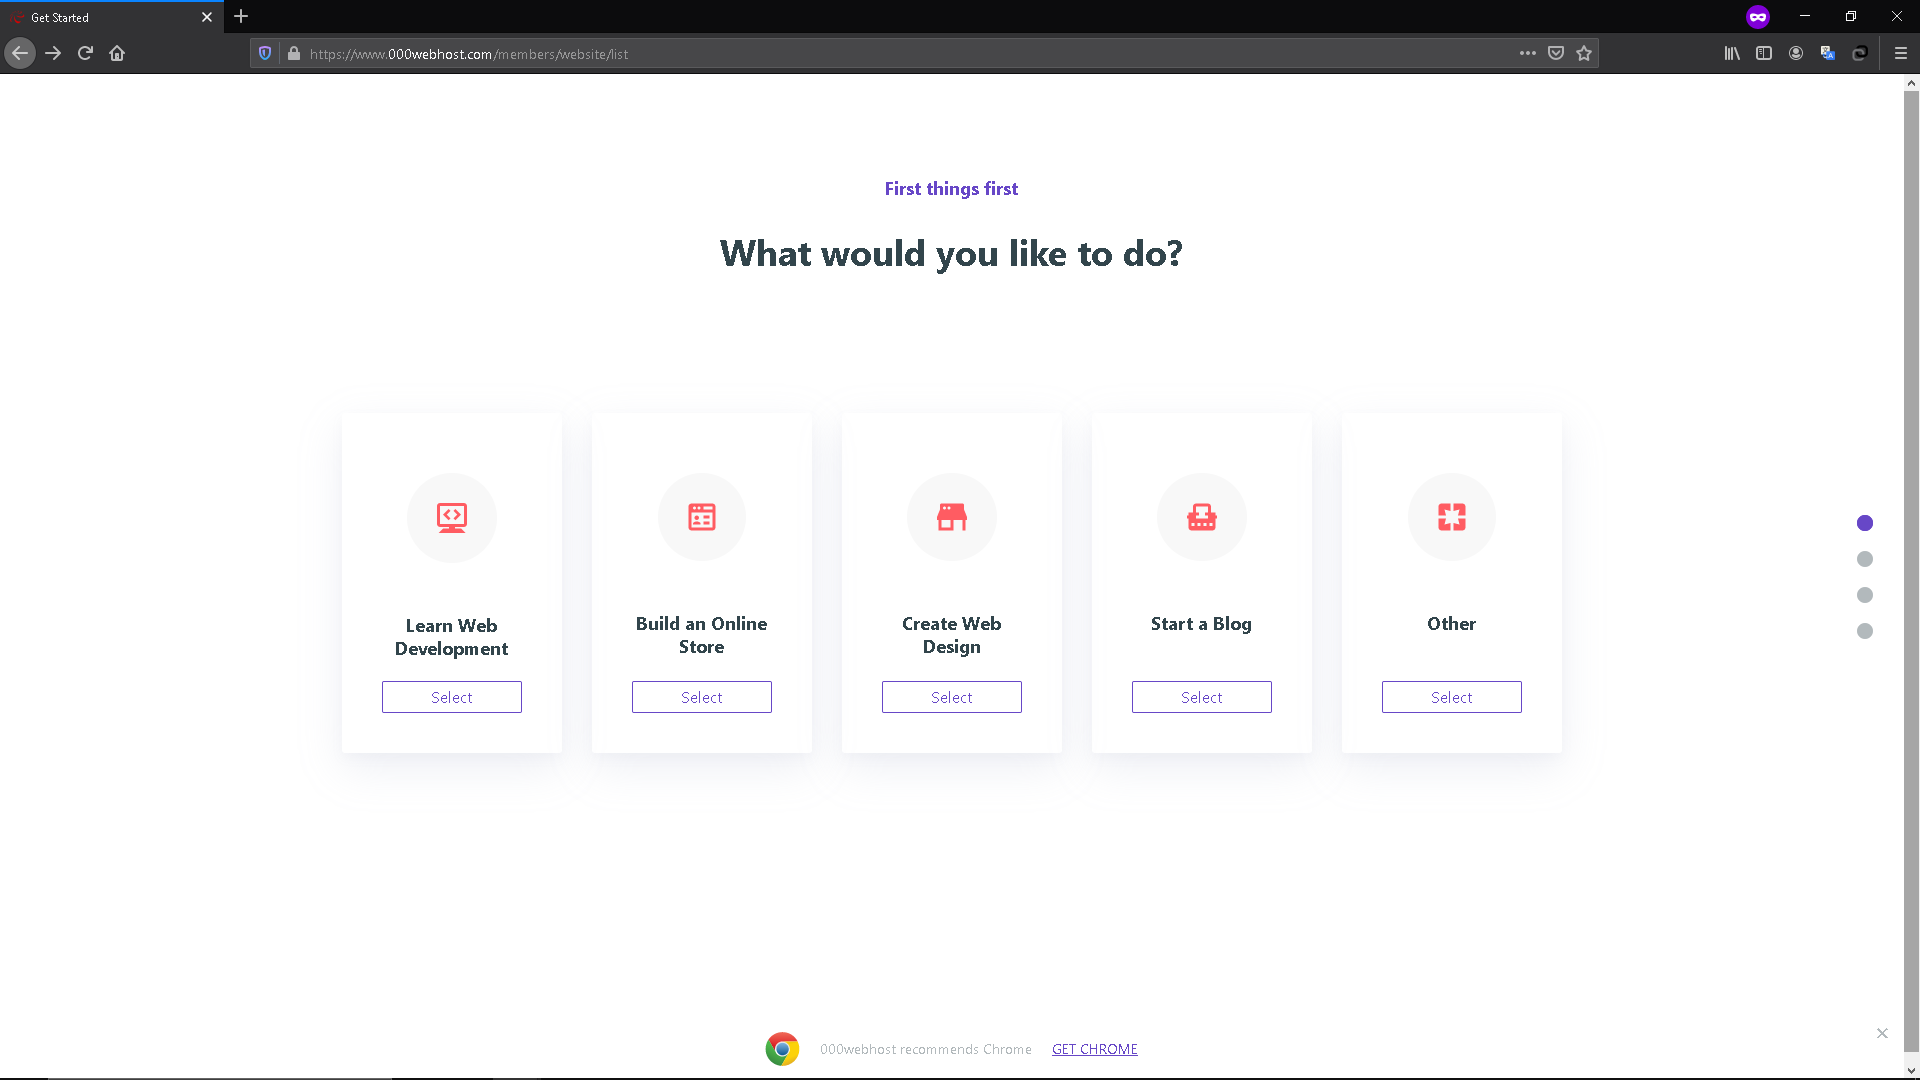 Get Started
https://www.000webhost.com/members/website/list
First things first
What would you like to do?
Learn Web
Development
Select
Build an Online
Store
Select
Create Web
Design
Select
Start a Blog
Select
Other
Select
000webhost recommends Chrome GET CHROME